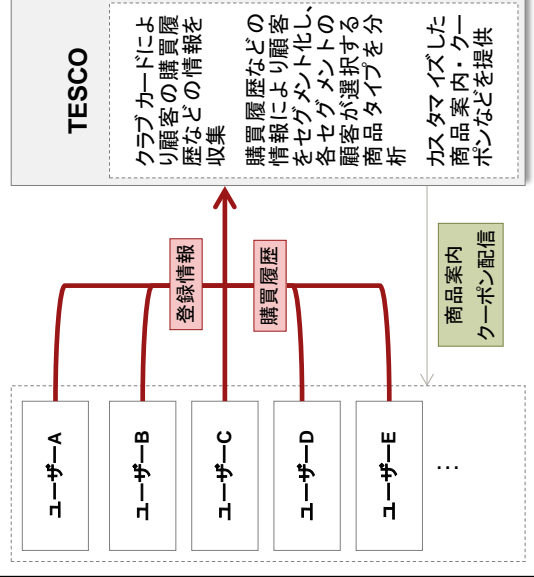 TESCO
クラブカードによ
り顧客の購買履
歴などの情報を
収集
購買履歴などの
情報により顧客
をセグメント化し、
各セグメントの
顧客が選択する
商品タイプを分
析
カスタマイズした
商品案内・クー
ポンなどを提供
登録情報
購買履歴
商品案内
クーポン配信
ユーザーA
ユーザーB
ユーザーC
ユーザーD
ユーザーE
…